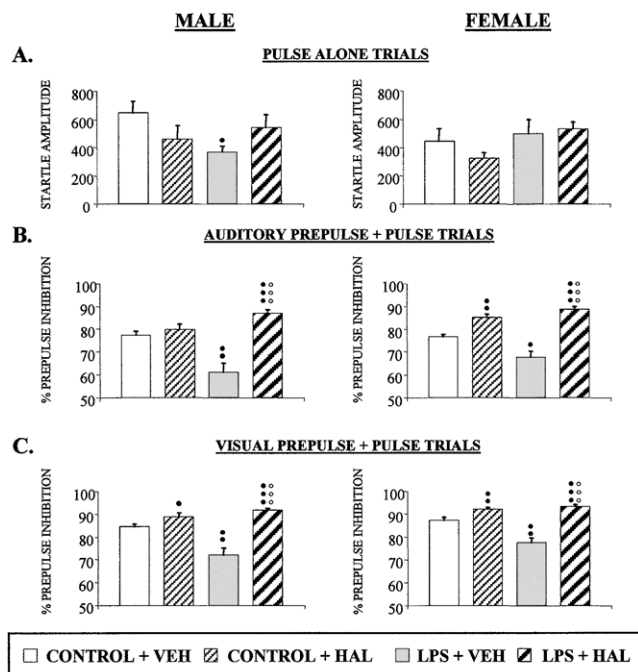 MALE FEMALE
A.
PULSE ALONE TRIALS
STARTLE AMPLITUDE
800
600
400
200
0
STARTLE AMPLITUDE
800
600
400
200
0
B.
AUDITORY PREPULSE + PULSE TRIALS
% PREPULSE INHIBITION
100
90
80
70
60
50
% PREPULSE INHIBITION
100
90
80
70
60
50
C.
VISUAL PREPULSE + PULSE TRIALS
% PREPULSE INHIBITION
100
90
80
70
60
50
% PREPULSE INHIBITION
100
90
80
70
60
50
CONTROL + VEH CONTROL + HAL LPS + VEH LPS + HAL